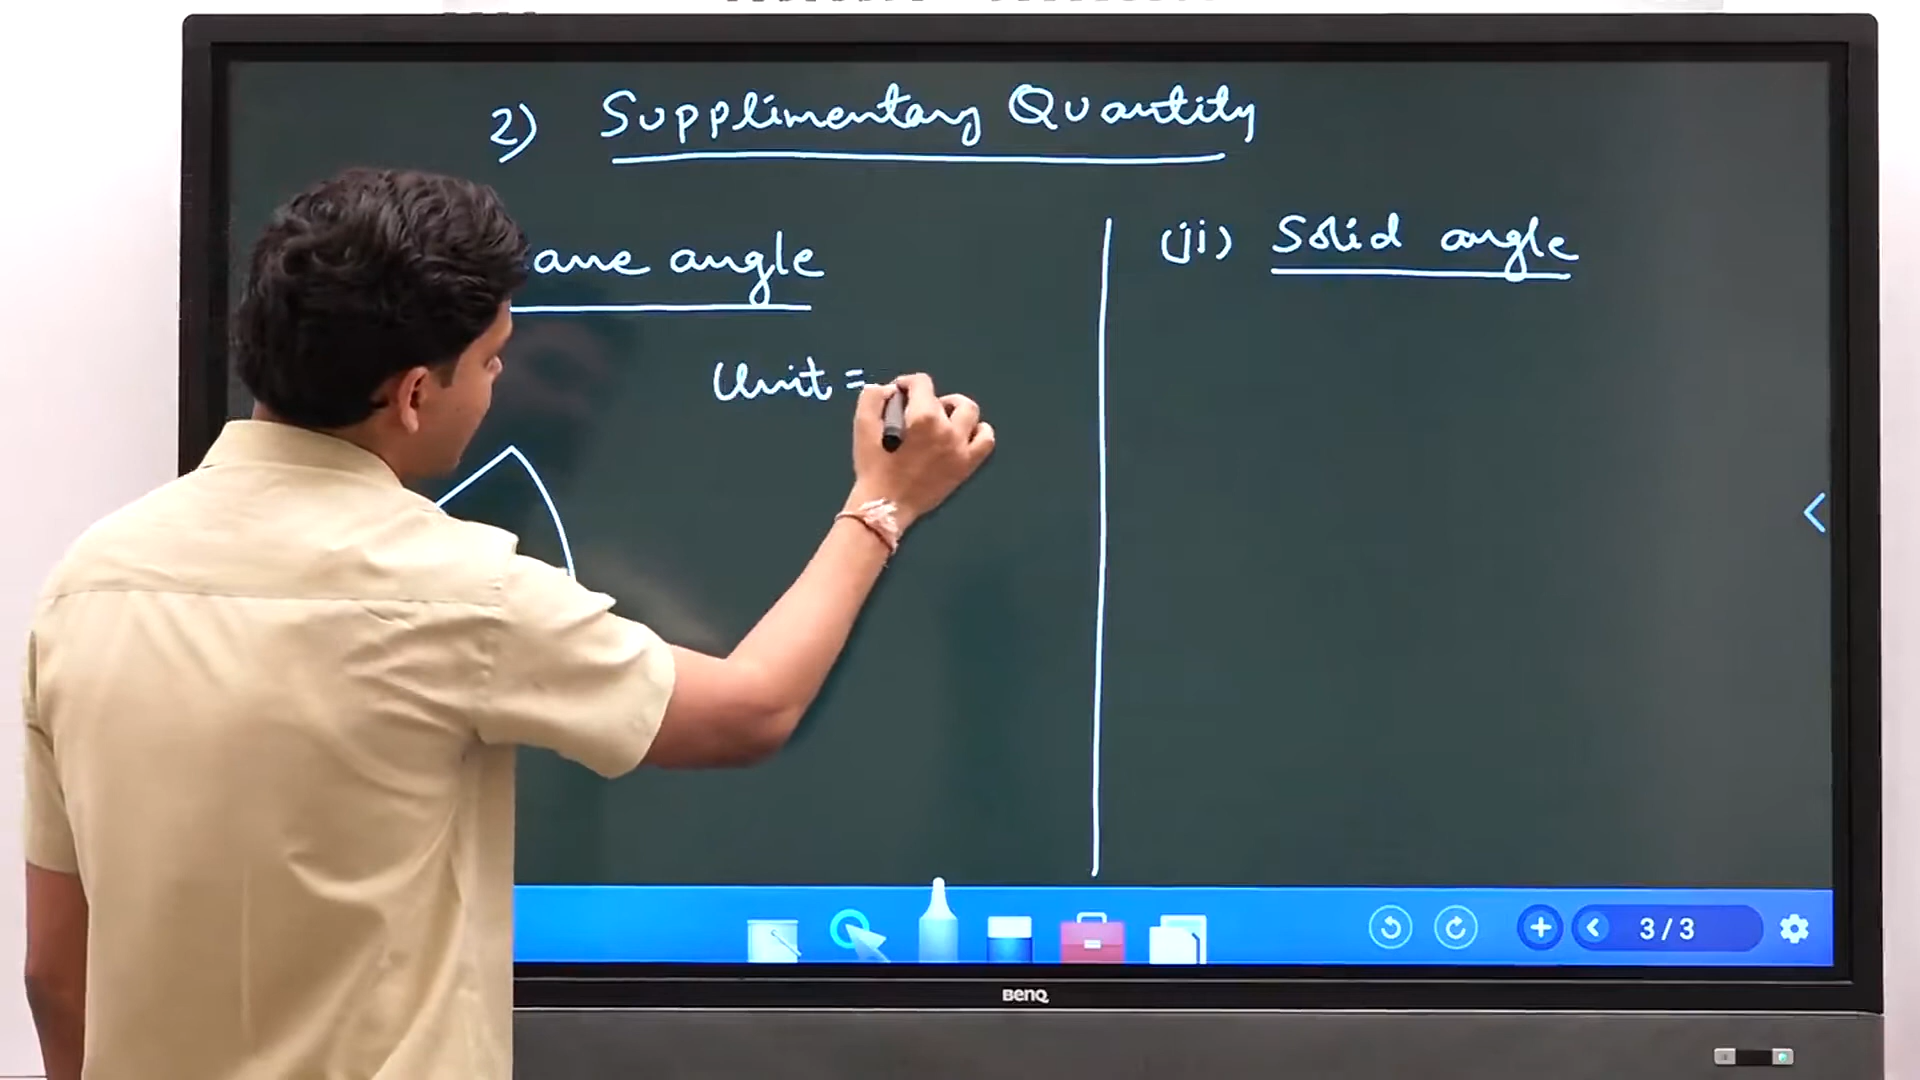 2) Supplimentary Quantity
ane angle
(ii) Solid angle
Unit =
3/3
BenQ